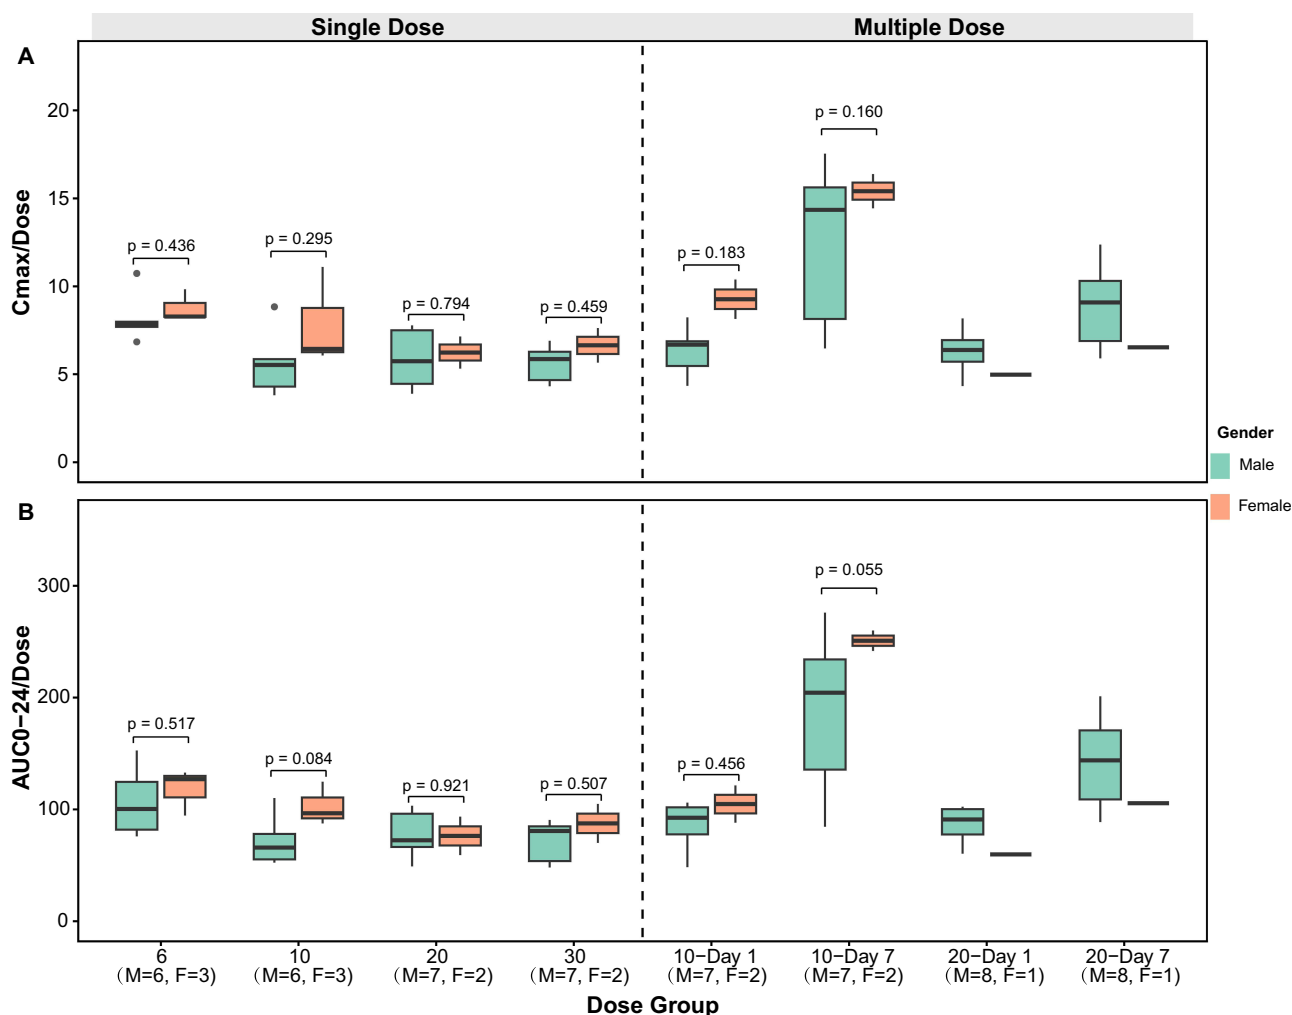 Single Dose
Multiple Dose
A
Cmax/Dose
20
15
10
5
0
p = 0.436
p = 0.295
p = 0.794
p = 0.459
p = 0.183
p = 0.160
Gender
Male
Female
B
AUC0−24/Dose
300
200
100
0
p = 0.517
p = 0.084
p = 0.921
p = 0.507
p = 0.456
p = 0.055
6
(M=6, F=3)
10
(M=6, F=3)
20
(M=7, F=2)
30
(M=7, F=2)
10−Day 1
(M=7, F=2)
10−Day 7
(M=7, F=2)
20−Day 1
(M=8, F=1)
20−Day 7
(M=8, F=1)
Dose Group